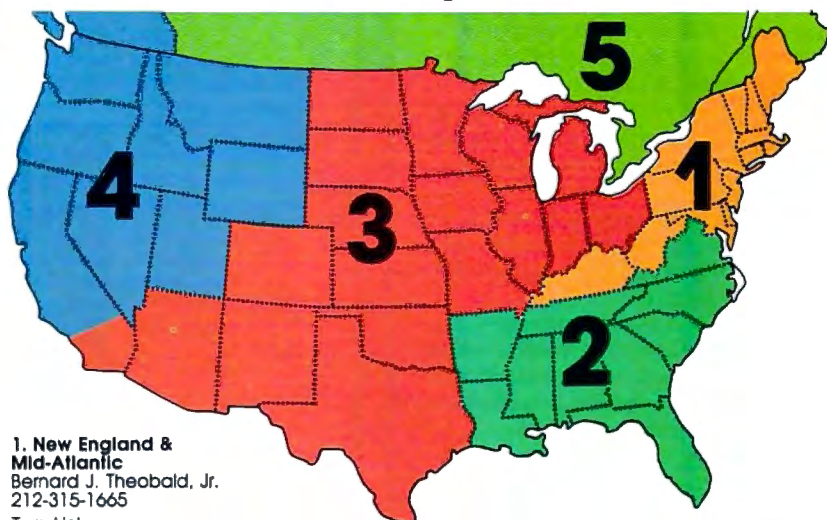 5
1
4
3
2
1. New England &
Mid-Atlantic
Bernard J. Theobald, Jr.
212-315-1665